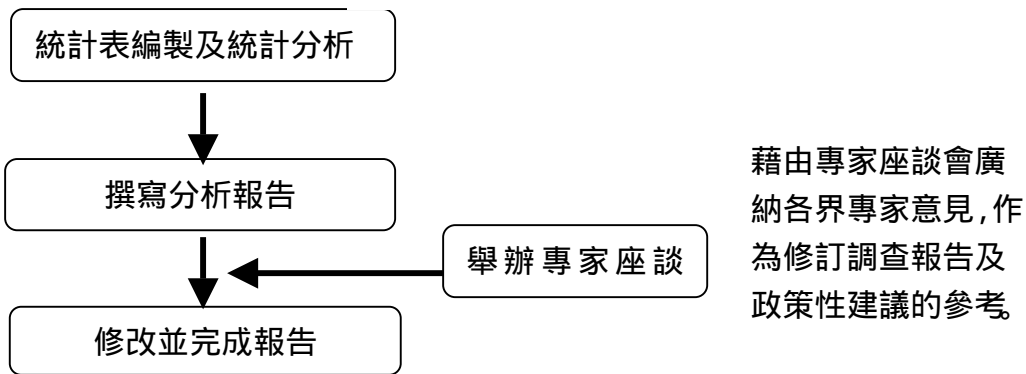 統計表編製及統計分析
撰寫分析報告
舉辦專家座談
修改並完成報告
藉由專家座談會廣
納各界專家意見,作
為修訂調查報告及
政策性建議的參考。